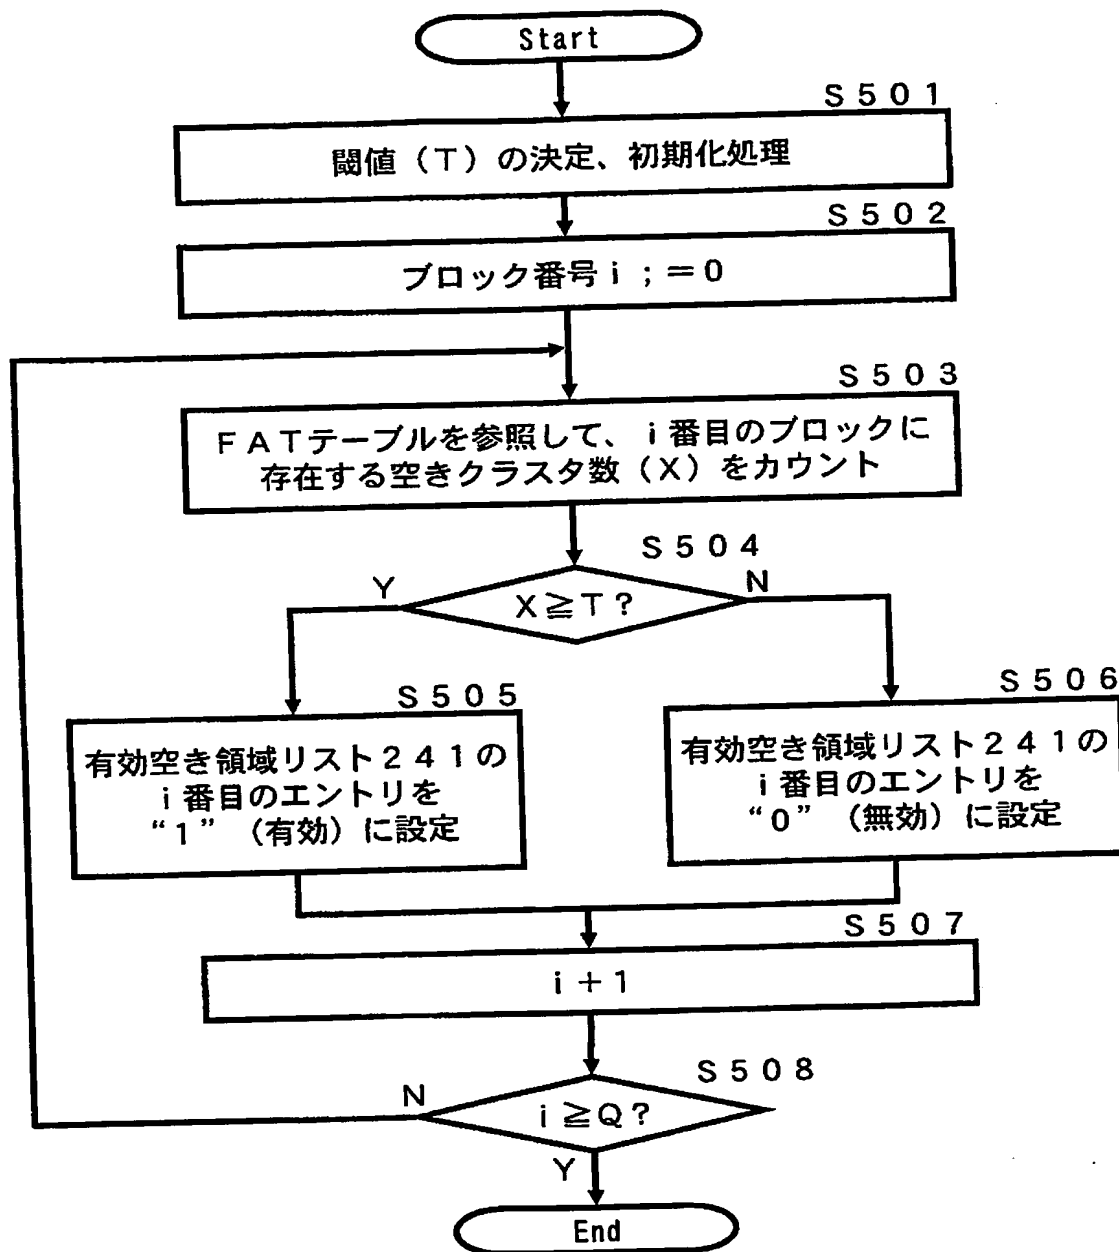 Start
S501
閾値（T）の決定、初期化処理
S502
ブロック番号i；＝0
S503
FATテーブルを参照して、i番目のブロックに
存在する空きクラスタ数（X）をカウント
S504
Y
X≧T？
N
S505
有効空き領域リスト241の
i番目のエントリを
“1”（有効）に設定
S506
有効空き領域リスト241の
i番目のエントリを
“0”（無効）に設定
S507
i＋1
S508
N
i≧Q？
Y
End